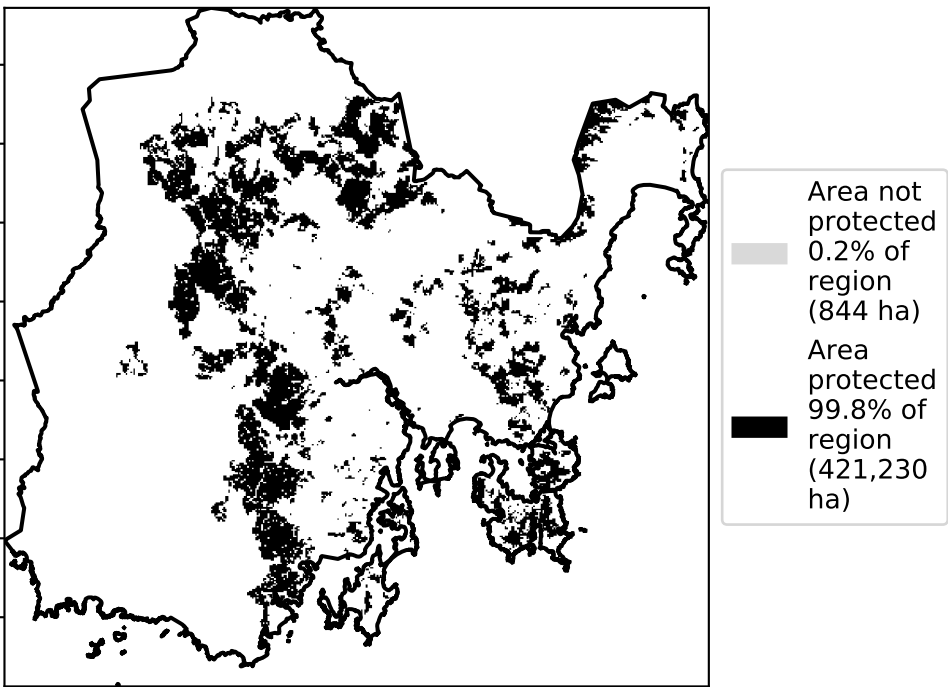 Area not
protected
0.2% of
region
(844 ha)
Area
protected
99.8% of
region
(421,230
ha)